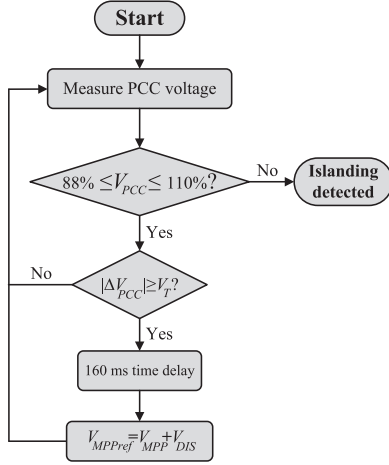 Start
Measure PCC voltage
88% ≤V_PCC≤ 110%?
No
Islanding
detected
Yes
No
|ΔV_PCC|≥V_T?
Yes
160 ms time delay
V_MPPref=V_MPP+V_DIS